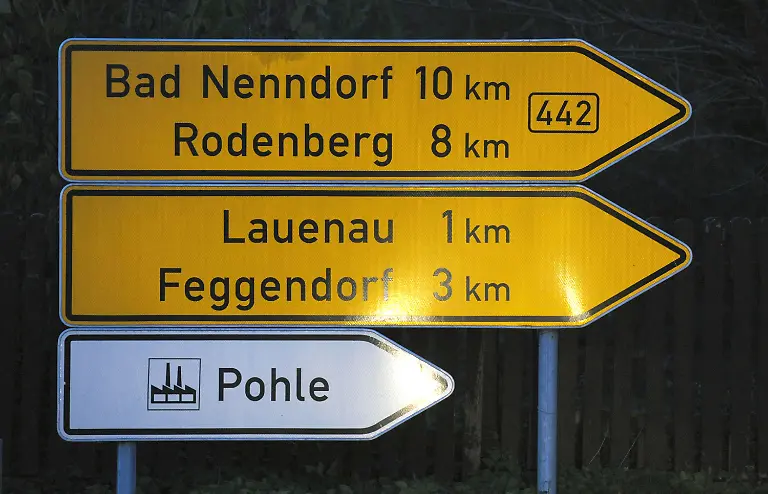 Bad Nenndorf 10 km
Rodenberg 8 km
442
Lauenau 1 km
Feggendorf 3 km
Pohle